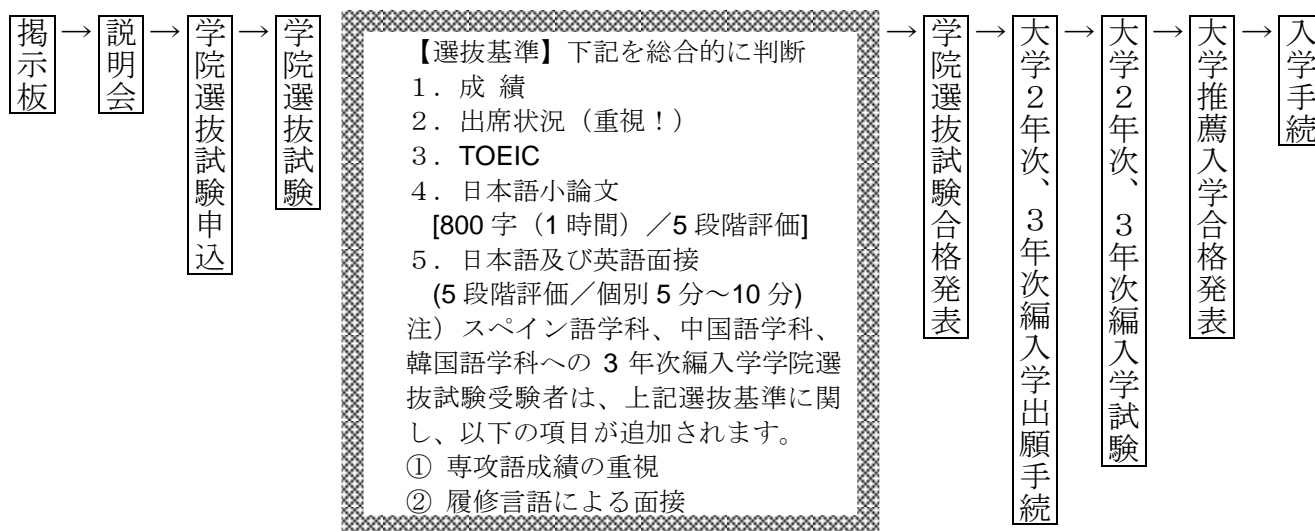 掲示板
→
説明会
→
学院選抜試験申込
→
学院選抜試験
【選抜基準】下記を総合的に判断
1．成 績
2．出席状況（重視！）
3．TOEIC
4．日本語小論文
[800 字（1 時間）／5 段階評価]
5．日本語及び英語面接
(5 段階評価／個別 5 分～10 分)
注）スペイン語学科、中国語学科、
韓国語学科への 3 年次編入学学院選
抜試験受験者は、上記選抜基準に関
し、以下の項目が追加されます。
① 専攻語成績の重視
② 履修言語による面接
→
学院選抜試験合格発表
→
大学２年次、３年次編入学出願手続
→
大学２年次、３年次編入学試験
→
大学推薦入学合格発表
→
入学手続